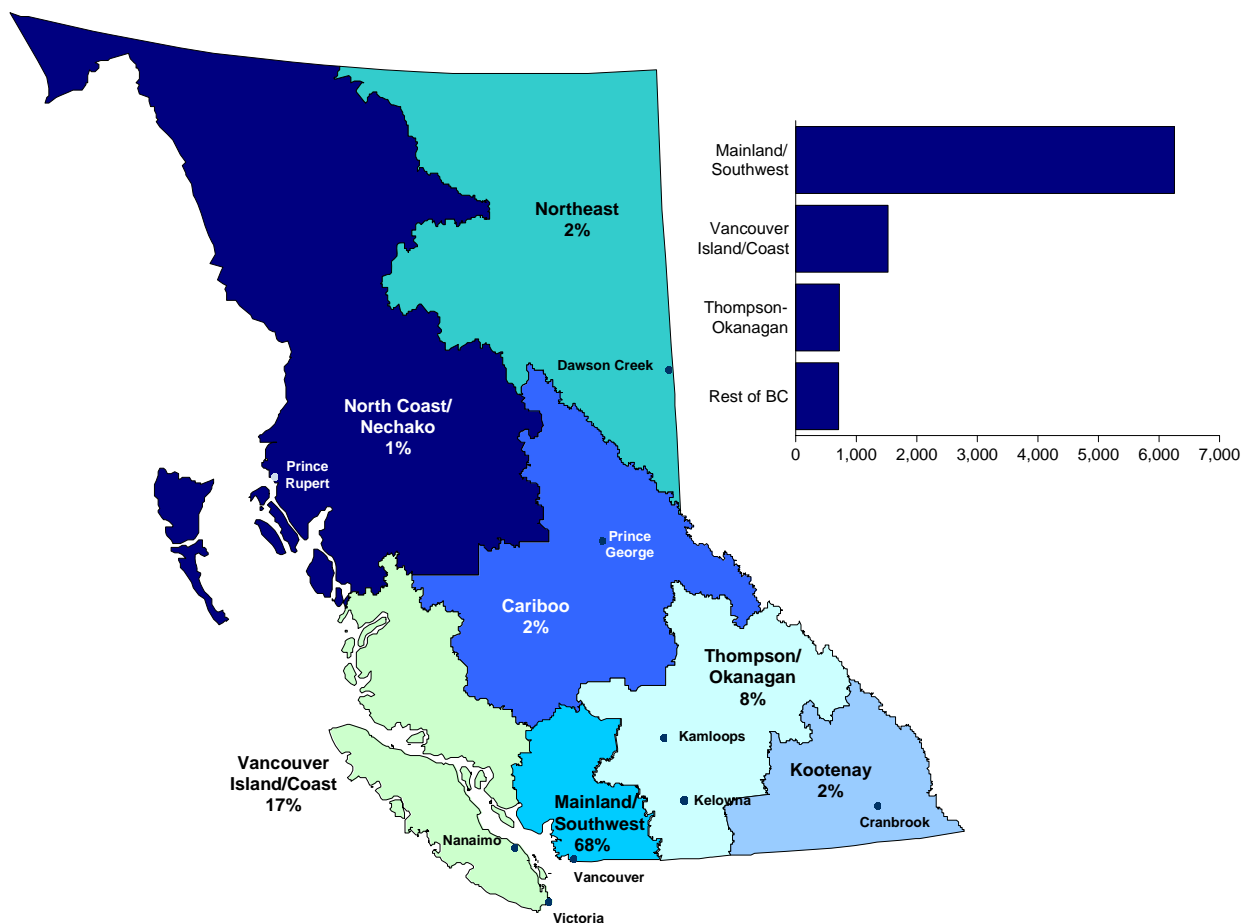 Northeast
2%
Dawson Creek
North Coast/
Nechako
1%
Prince
Rupert
Prince
George
Cariboo
2%
Thompson/
Okanagan
8%
Kamloops
Kelowna
Kootenay
2%
Cranbrook
Vancouver
Island/Coast
17%
Mainland/
Southwest
68%
Nanaimo
Vancouver
Victoria
Mainland/
Southwest
Vancouver
Island/Coast
Thompson-
Okanagan
Rest of BC
0 1,000 2,000 3,000 4,000 5,000 6,000 7,000